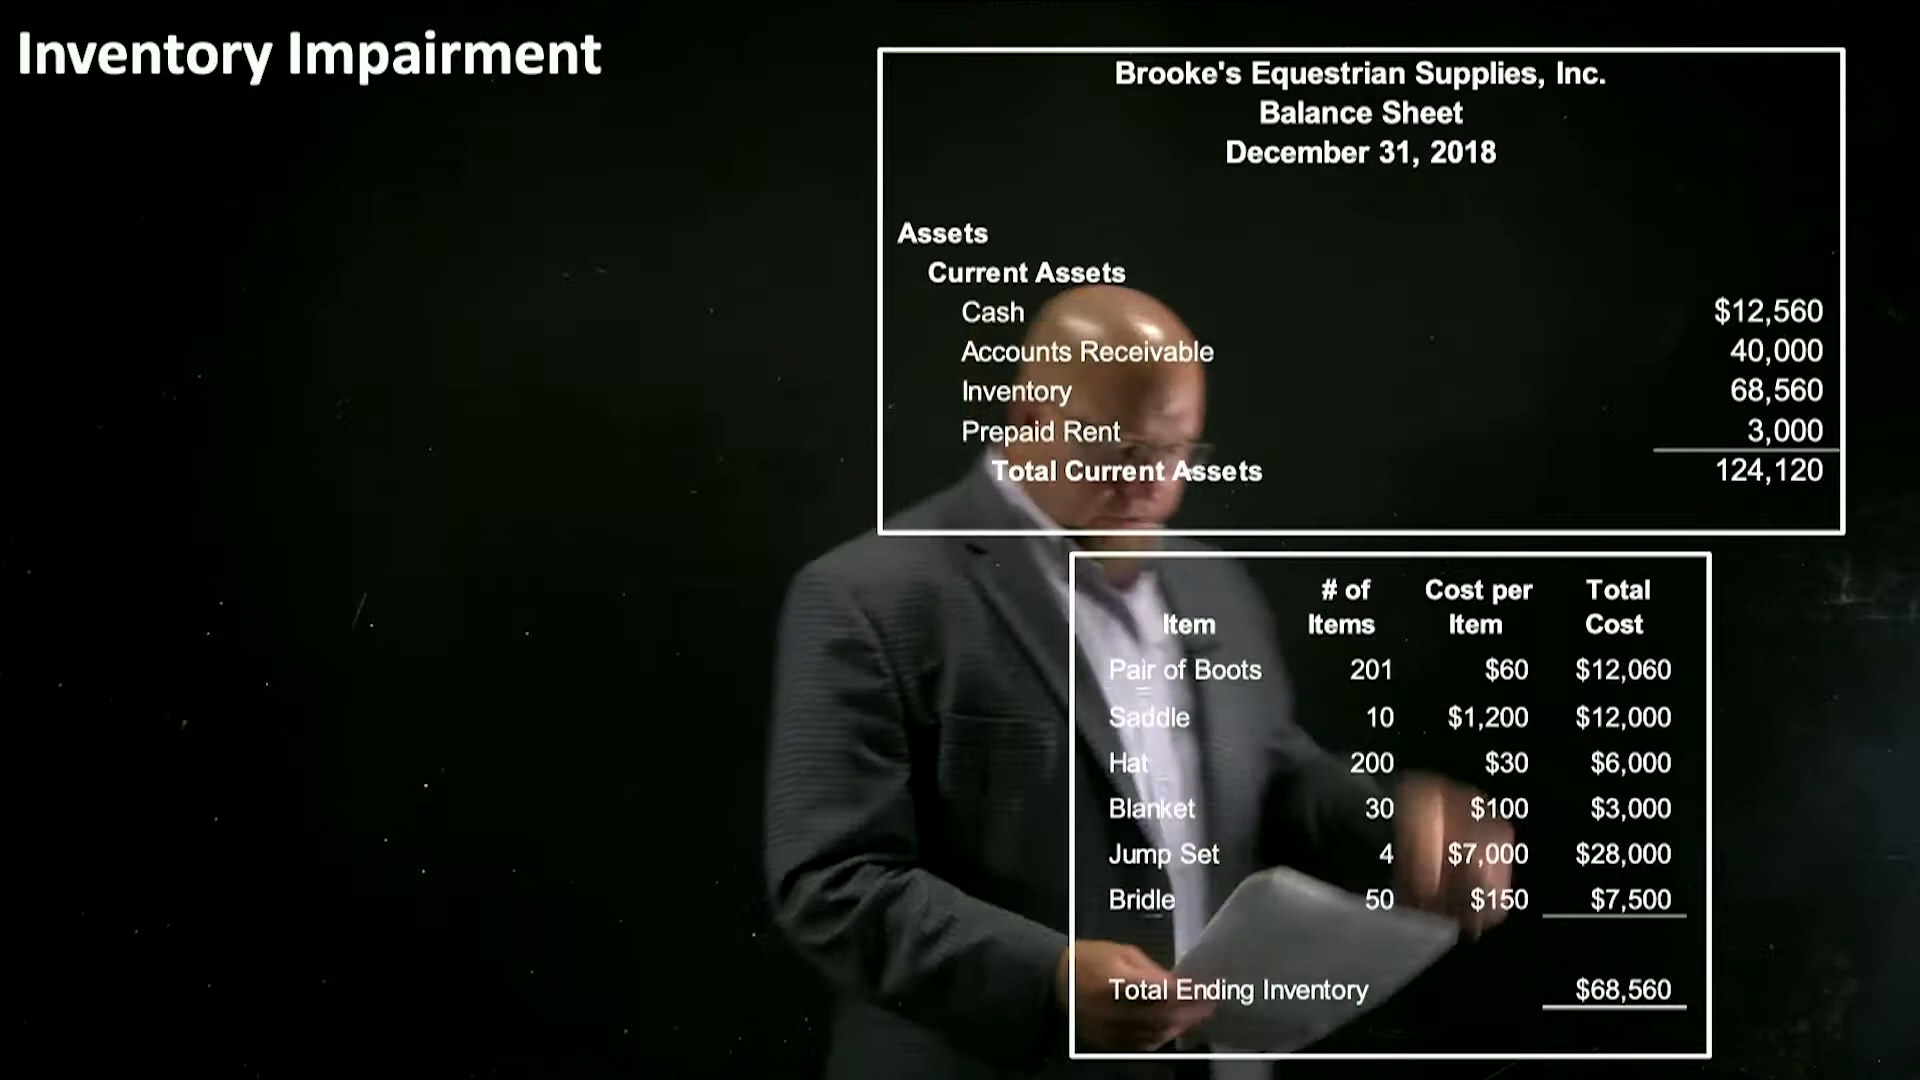 Inventory Impairment
Brooke's Equestrian Supplies, Inc.
Balance Sheet
December 31, 2018
Assets
Current Assets
Cash $12,560
Accounts Receivable 40,000
Inventory 68,560
Prepaid Rent 3,000
Total Current Assets 124,120
# of Cost per Total
Item Items Item Cost
Pair of Boots 201 $60 $12,060
Saddle 10 $1,200 $12,000
Hat 200 $30 $6,000
Blanket 30 $100 $3,000
Jump Set 4 $7,000 $28,000
Bridle 50 $150 $7,500
Total Ending Inventory $68,560